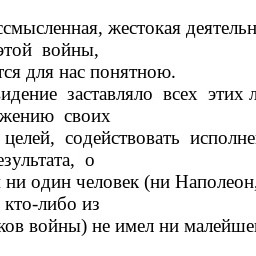 ссмысленная, жестокая деятельн
этой войны,
тся для нас понятною.
идение заставляло всех этих л
жению своих
целей, содействовать исполне
езультата, о
ни один человек (ни Наполеон,
кто-либо из
ков войны) не имел ни малейше